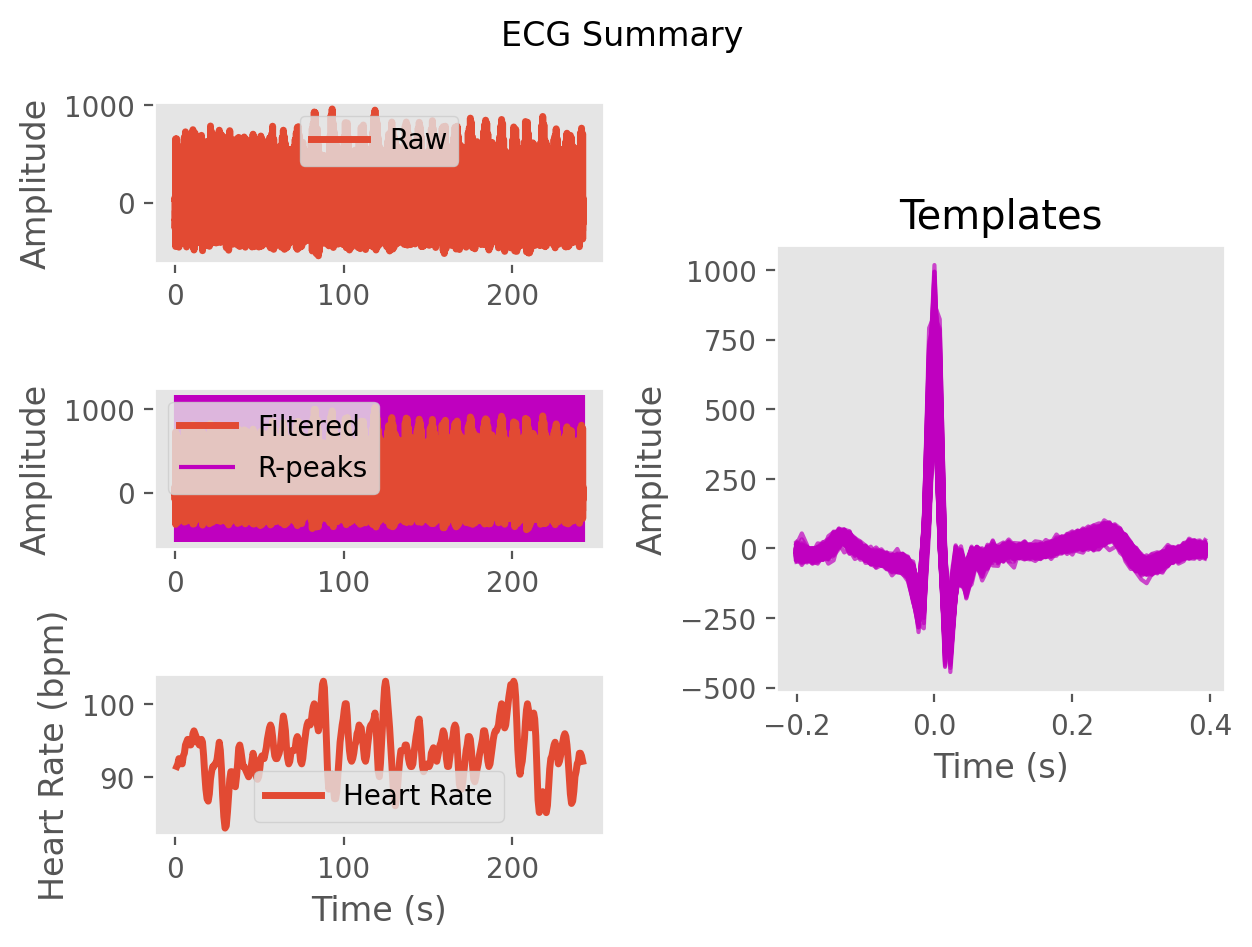 ECG Summary
Amplitude
1000
0
Raw
0 100 200
Amplitude
1000
0
Filtered
R-peaks
0 100 200
Heart Rate (bpm)
100
90
Heart Rate
0 100 200
Time (s)
Templates
Amplitude
1000
750
500
250
0
−250
−500
−0.2 0.0 0.2 0.4
Time (s)